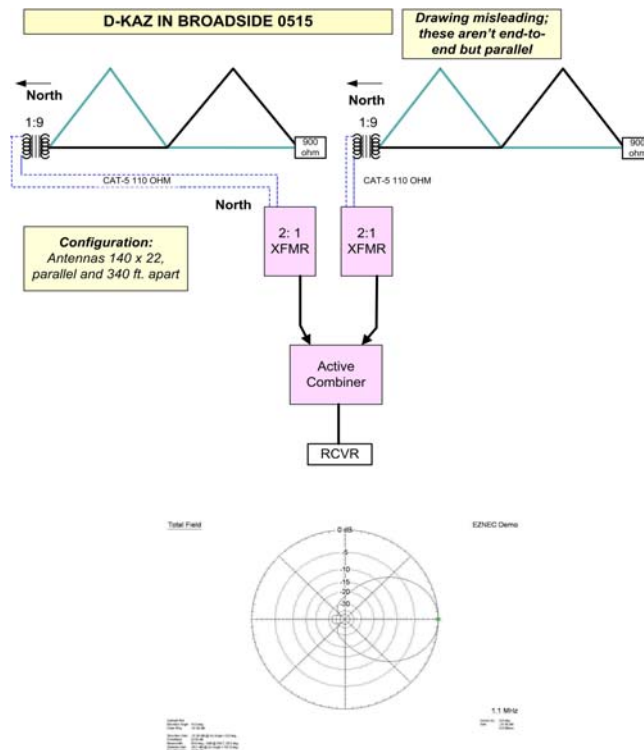 D-KAZ IN BROADSIDE 0515
Drawing misleading;
these aren't end-to-
end but parallel
North
North
1:9
1:9
900
ohm
900
ohm
CAT-5 110 OHM
CAT-5 110 OHM
North
Configuration:
Antennas 140 x 22,
parallel and 340 ft. apart
2: 1
XFMR
2:1
XFMR
Active
Combiner
RCVR
Total Field
EZNEC Demo
0 dB
-5
-10
-15
-20
-30
1.1 MHz